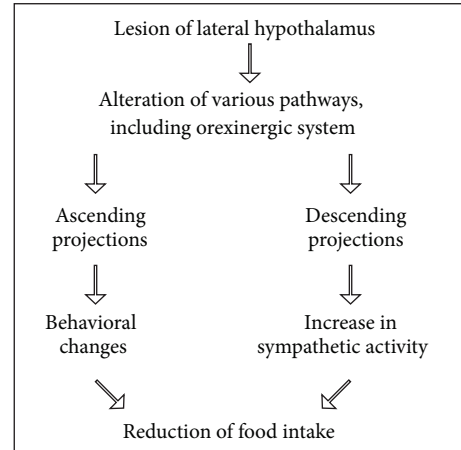 Lesion of lateral hypothalamus
Alteration of various pathways,
including orexinergic system
Ascending
projections
Descending
projections
Behavioral
changes
Increase in
sympathetic activity
Reduction of food intake